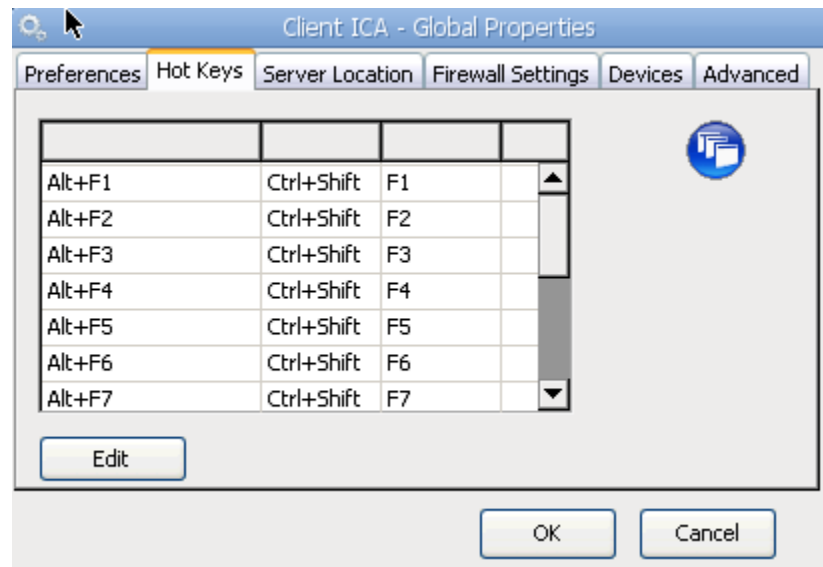 Client ICA - Global Properties
Preferences Hot Keys Server Location Firewall Settings Devices Advanced
Alt+F1 Ctrl+Shift F1
Alt+F2 Ctrl+Shift F2
Alt+F3 Ctrl+Shift F3
Alt+F4 Ctrl+Shift F4
Alt+F5 Ctrl+Shift F5
Alt+F6 Ctrl+Shift F6
Alt+F7 Ctrl+Shift F7
Edit
OK Cancel